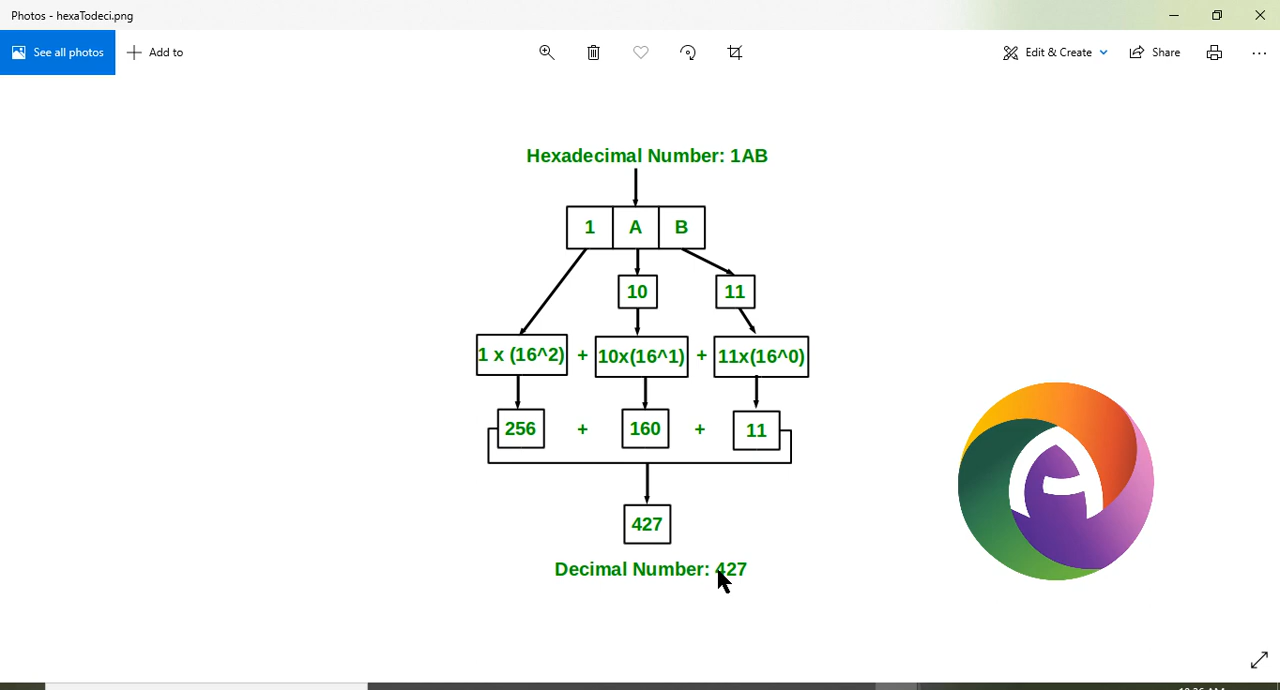 Photos - hexaTodeci.png
See all photos
Add to
Edit & Create
Share
Hexadecimal Number: 1AB
1 A B
10 11
1 x (16^2) + 10x(16^1) + 11x(16^0)
256 + 160 + 11
427
Decimal Number: 427